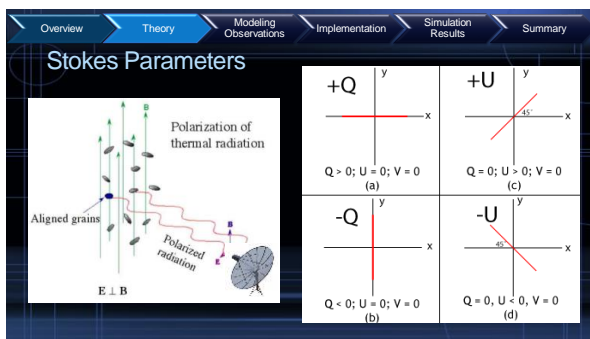 Overview
Theory
Modeling
Observations
Implementation
Simulation
Results
Summary
Stokes Parameters
B
Polarization of
thermal radiation
Aligned grains
B
Polarized
radiation
E
E ⊥ B
+Q
y
x
Q > 0; U = 0; V = 0
(a)
+U
y
45°
x
Q = 0; U > 0; V = 0
(c)
-Q
y
x
Q < 0; U = 0; V = 0
(b)
-U
y
45°
x
Q = 0, U < 0, V = 0
(d)